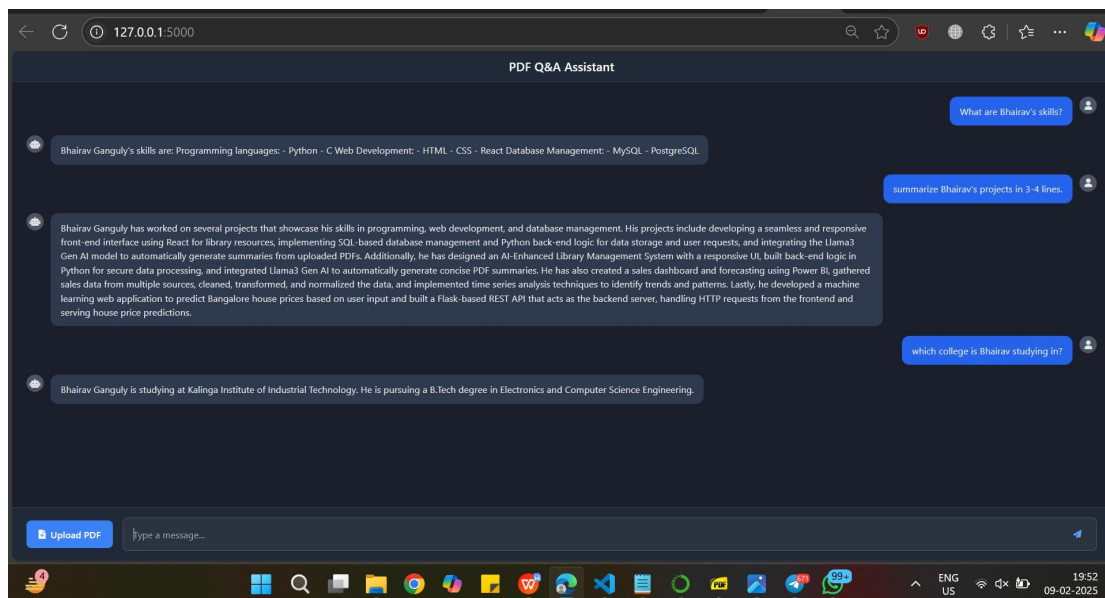 127.0.0.1:5000
PDF Q&A Assistant
What are Bhairav's skills?
Bhairav Ganguly's skills are: Programming languages: - Python - C Web Development: - HTML - CSS - React Database Management: - MySQL - PostgreSQL
summarize Bhairav's projects in 3-4 lines.
Bhairav Ganguly has worked on several projects that showcase his skills in programming, web development, and database management. His projects include developing a seamless and responsive
front-end interface using React for library resources, implementing SQL-based database management and Python back-end logic for data storage and user requests, and integrating the Llama3
Gen AI model to automatically generate summaries from uploaded PDFs. Additionally, he has designed an AI-Enhanced Library Management System with a responsive UI, built back-end logic in
Python for secure data processing, and integrated Llama3 Gen AI to automatically generate concise PDF summaries. He has also created a sales dashboard and forecasting using Power BI, gathered
sales data from multiple sources, cleaned, transformed, and normalized the data, and implemented time series analysis techniques to identify trends and patterns. Lastly, he developed a machine
learning web application to predict Bangalore house prices based on user input and built a Flask-based REST API that acts as the backend server, handling HTTP requests from the frontend and
serving house price predictions.
which college is Bhairav studying in?
Bhairav Ganguly is studying at Kalinga Institute of Industrial Technology. He is pursuing a B.Tech degree in Electronics and Computer Science Engineering.
Upload PDF
Type a message...
4
PDF
671
99+
ENG
US
19:52
09-02-2025